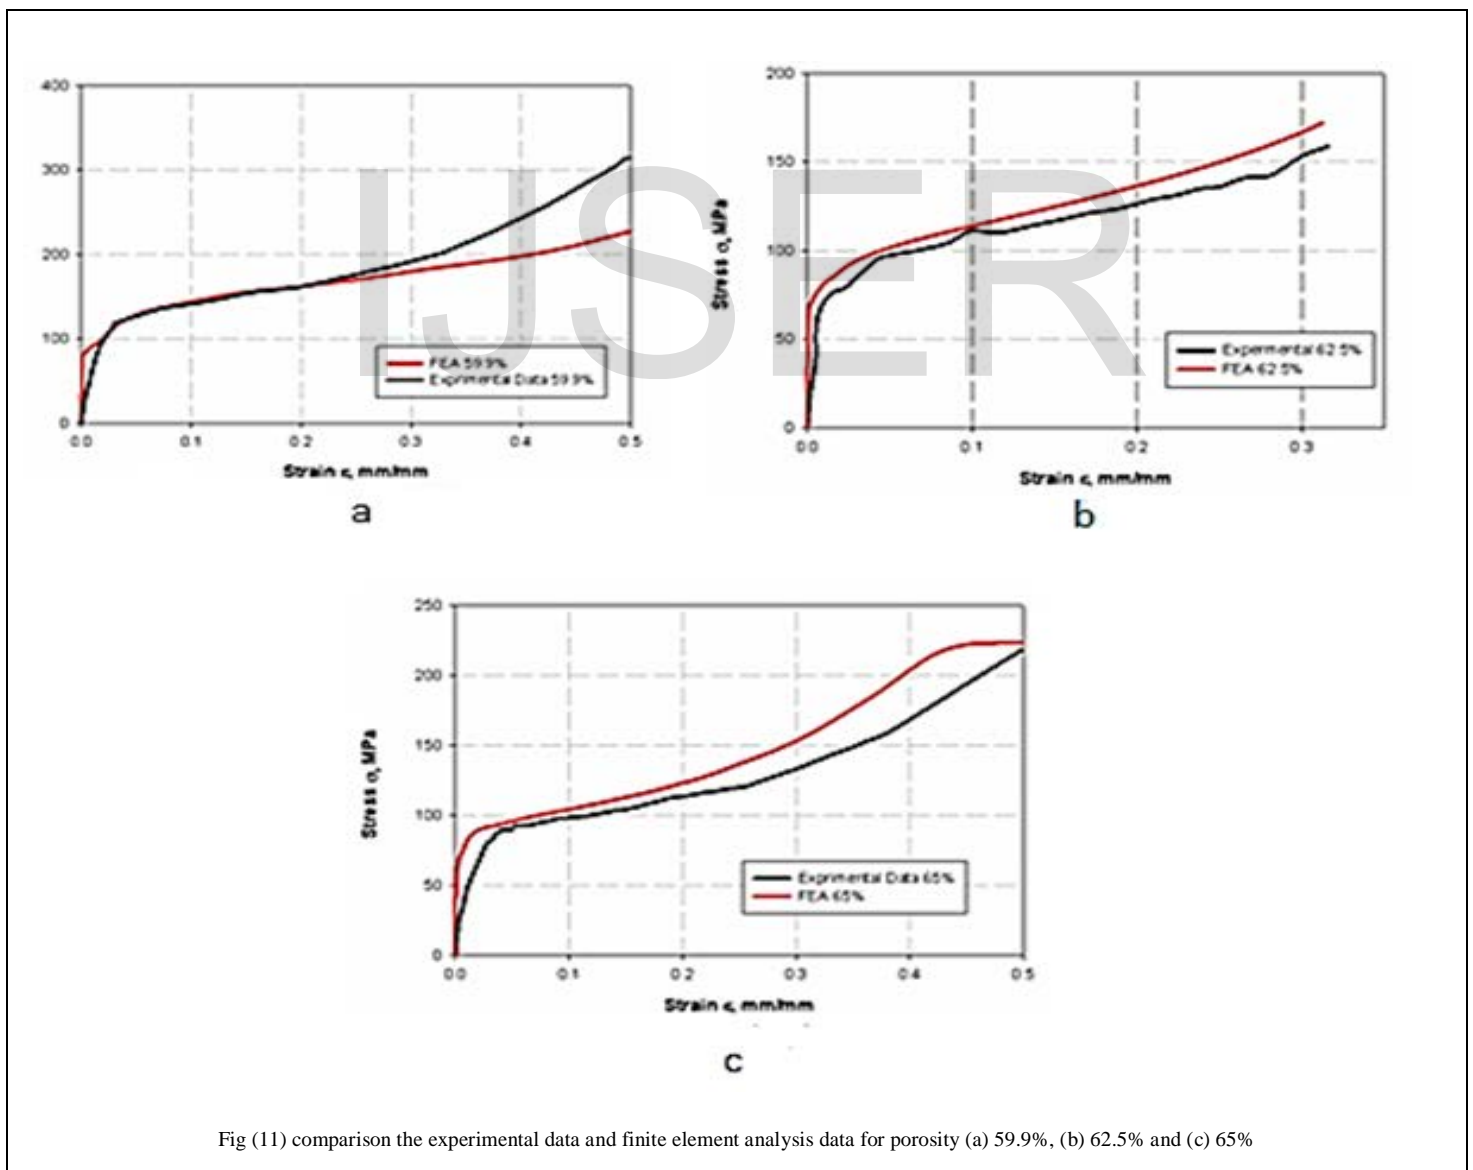 400
300
200
100
0
0.0 0.1 0.2 0.3 0.4 0.5
FEA 59.9%
Exprimental Data 59.9%
Strain ε, mm/mm
a
200
150
100
50
0
Stress σ, MPa
0.0 0.1 0.2 0.3
Expermental 62.5%
FEA 62.5%
Strain ε, mm/mm
b
IJSER
250
200
150
100
50
0
Stress σ, MPa
0.0 0.1 0.2 0.3 0.4 0.5
Exprimental Data 65%
FEA 65%
Strain ε, mm/mm
c
Fig (11) comparison the experimental data and finite element analysis data for porosity (a) 59.9%, (b) 62.5% and (c) 65%